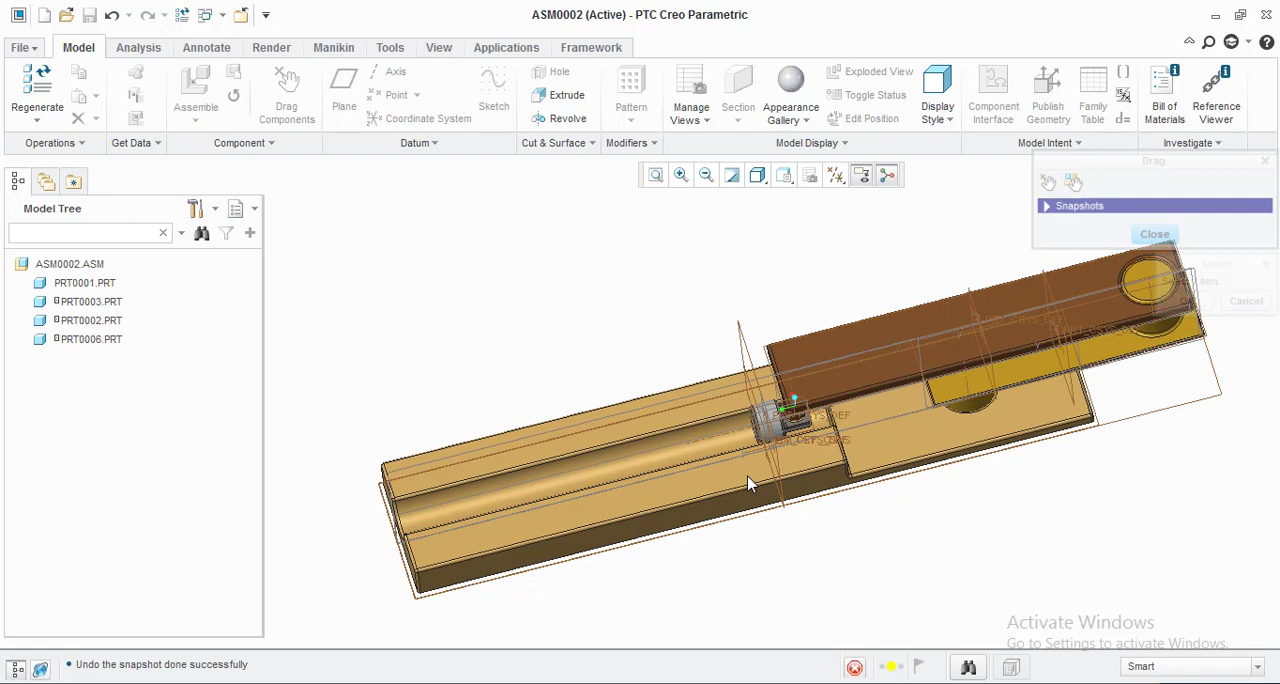 ASM0002 (Active) - PTC Creo Parametric
File Model Analysis Annotate Render Manikin Tools View Applications Framework
Regenerate
Assemble
Drag Components
Plane
Axis
Point
Coordinate System
Sketch
Hole
Extrude
Revolve
Pattern
Manage Views
Section
Appearance Gallery
Exploded View
Toggle Status
Edit Position
Display Style
Component Interface
Publish Geometry
Family Table
d=
Bill of Materials
Reference Viewer
Operations Get Data Component Datum Cut & Surface Modifiers Model Display Model Intent Investigate
Drag
Snapshots
Close
Select
Cancel
Model Tree
ASM0002.ASM
PRT0001.PRT
PRT0003.PRT
PRT0002.PRT
PRT0006.PRT
Activate Windows
Go to Settings to activate Windows.
Undo the snapshot done successfully
Smart